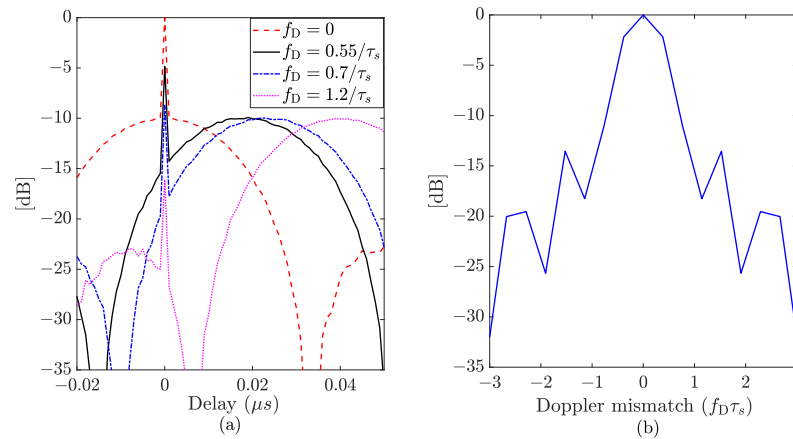 0
−5
−10
−15
−20
−25
−30
−35
[dB]
−0.02
0
0.02
0.04
Delay (μs)
(a)
f_D = 0
f_D = 0.55/τ_s
f_D = 0.7/τ_s
f_D = 1.2/τ_s
0
−5
−10
−15
−20
−25
−30
−35
[dB]
−3
−2
−1
0
1
2
Doppler mismatch (f_Dτ_s)
(b)